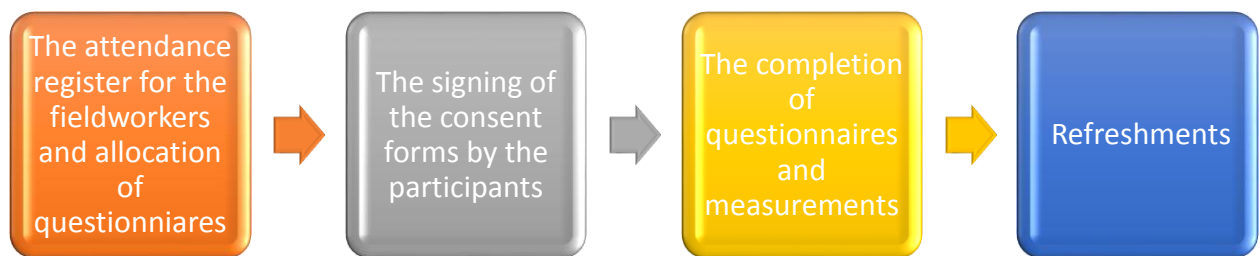 The attendance
register for the
fieldworkers
and allocation
of
questionniares
The signing of
the consent
forms by the
participants
The completion
of
questionnaires
and
measurements
Refreshments